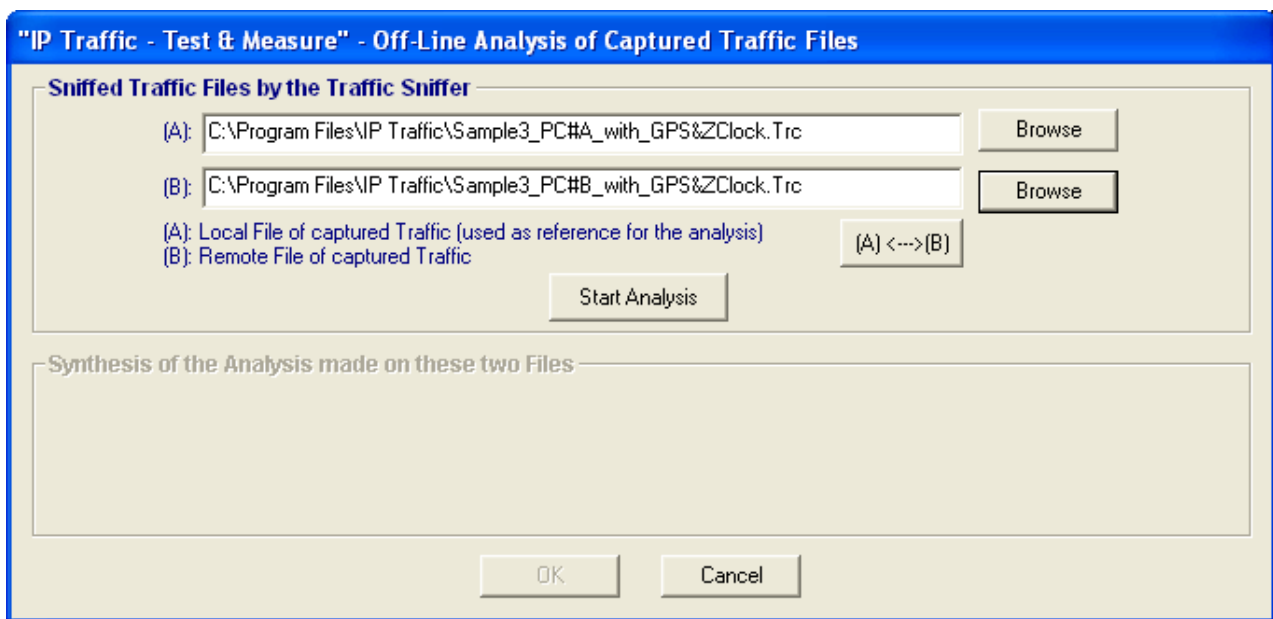 "IP Traffic - Test & Measure" - Off-Line Analysis of Captured Traffic Files
Sniffed Traffic Files by the Traffic Sniffer
(A): C:\Program Files\IP Traffic\Sample3_PC#A_with_GPS&ZClock.Trc Browse
(B): C:\Program Files\IP Traffic\Sample3_PC#B_with_GPS&ZClock.Trc Browse
(A): Local File of captured Traffic (used as reference for the analysis)
(B): Remote File of captured Traffic
(A) <--->(B)
Start Analysis
Synthesis of the Analysis made on these two Files
OK Cancel